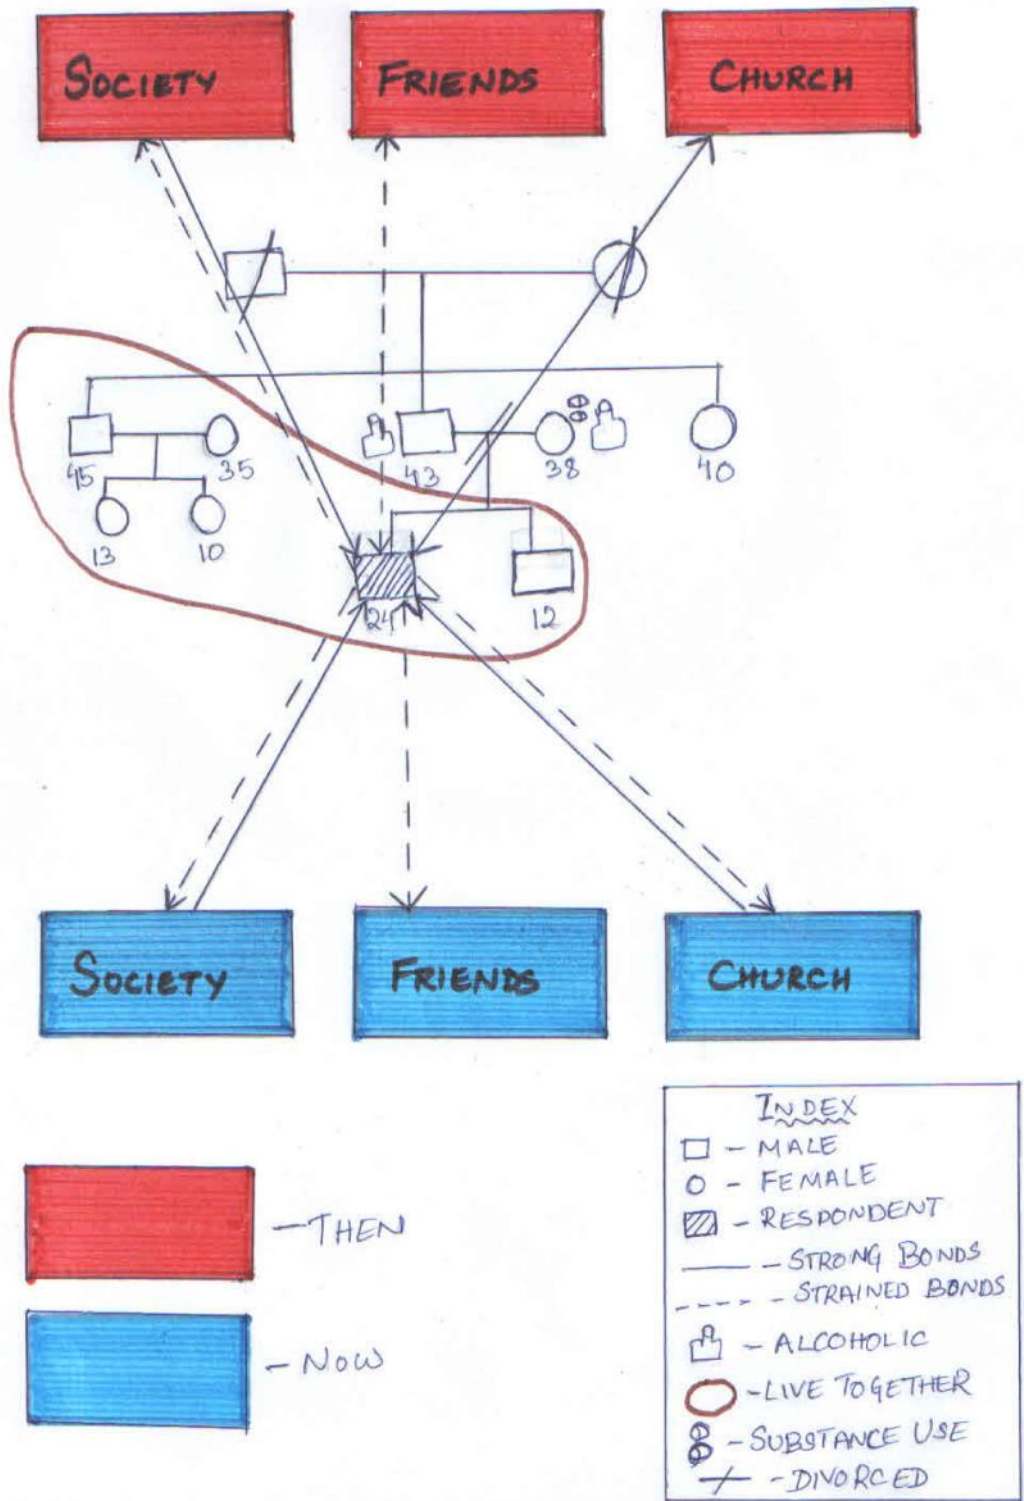 SOCIETY FRIENDS CHURCH
45 35 43 38 40
13 10
24 12
SOCIETY FRIENDS CHURCH
INDEX
- MALE
- FEMALE
- RESPONDENT
- STRONG BONDS
- STRAINED BONDS
- ALCOHOLIC
- LIVE TOGETHER
- SUBSTANCE USE
- DIVORCED
- THEN
- NOW